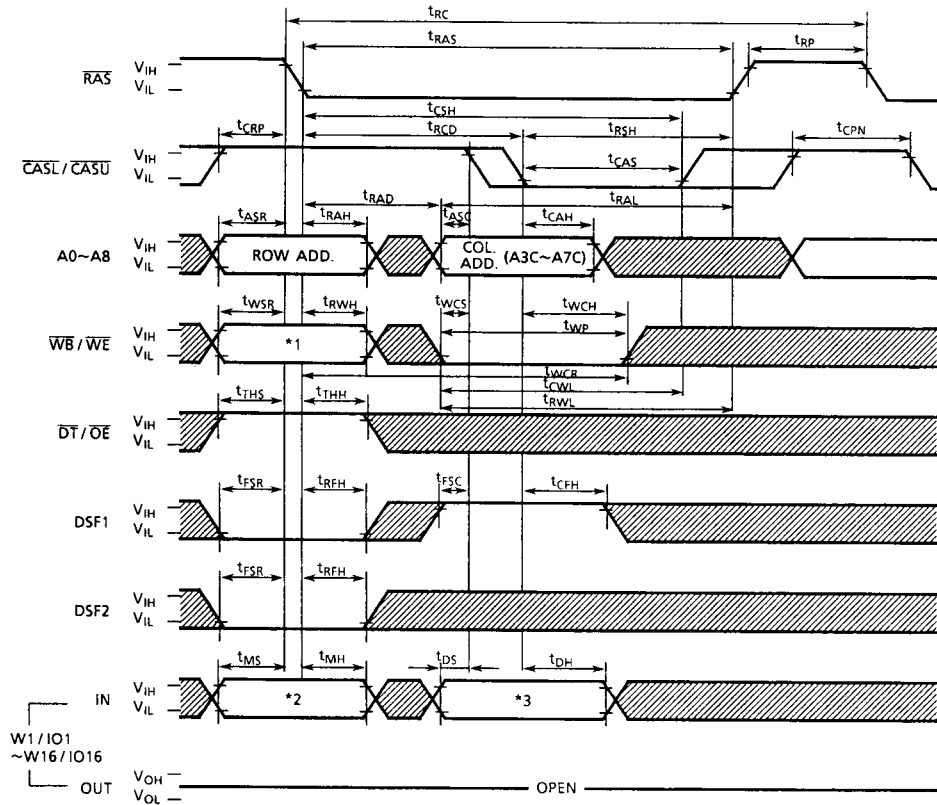 tRC
tRAS
tRP
RAS
VIH
VIL
tCSH
tCRP
tRCD
tRSH
tCPN
CASL / CASU
VIH
VIL
tCAS
tRAD
tRAL
tASR
tRAH
tASC
tCAH
A0~A8
VIH
VIL
ROW ADD.
COL. ADD. (A3C~A7C)
tWSR
tRWH
tWCS
tWCH
tWP
WB / WE
VIH
VIL
*1
tWCR
tCWL
tRWL
tTHS
tTHH
DT / OE
VIH
VIL
tFSR
tRFH
tFSC
tCFH
DSF1
VIH
VIL
tFSR
tRFH
DSF2
VIH
VIL
tMS
tMH
tDS
tDH
IN
VIH
VIL
*2
*3
W1 / IO1
~W16 / IO16
OUT
VOH
VOL
OPEN